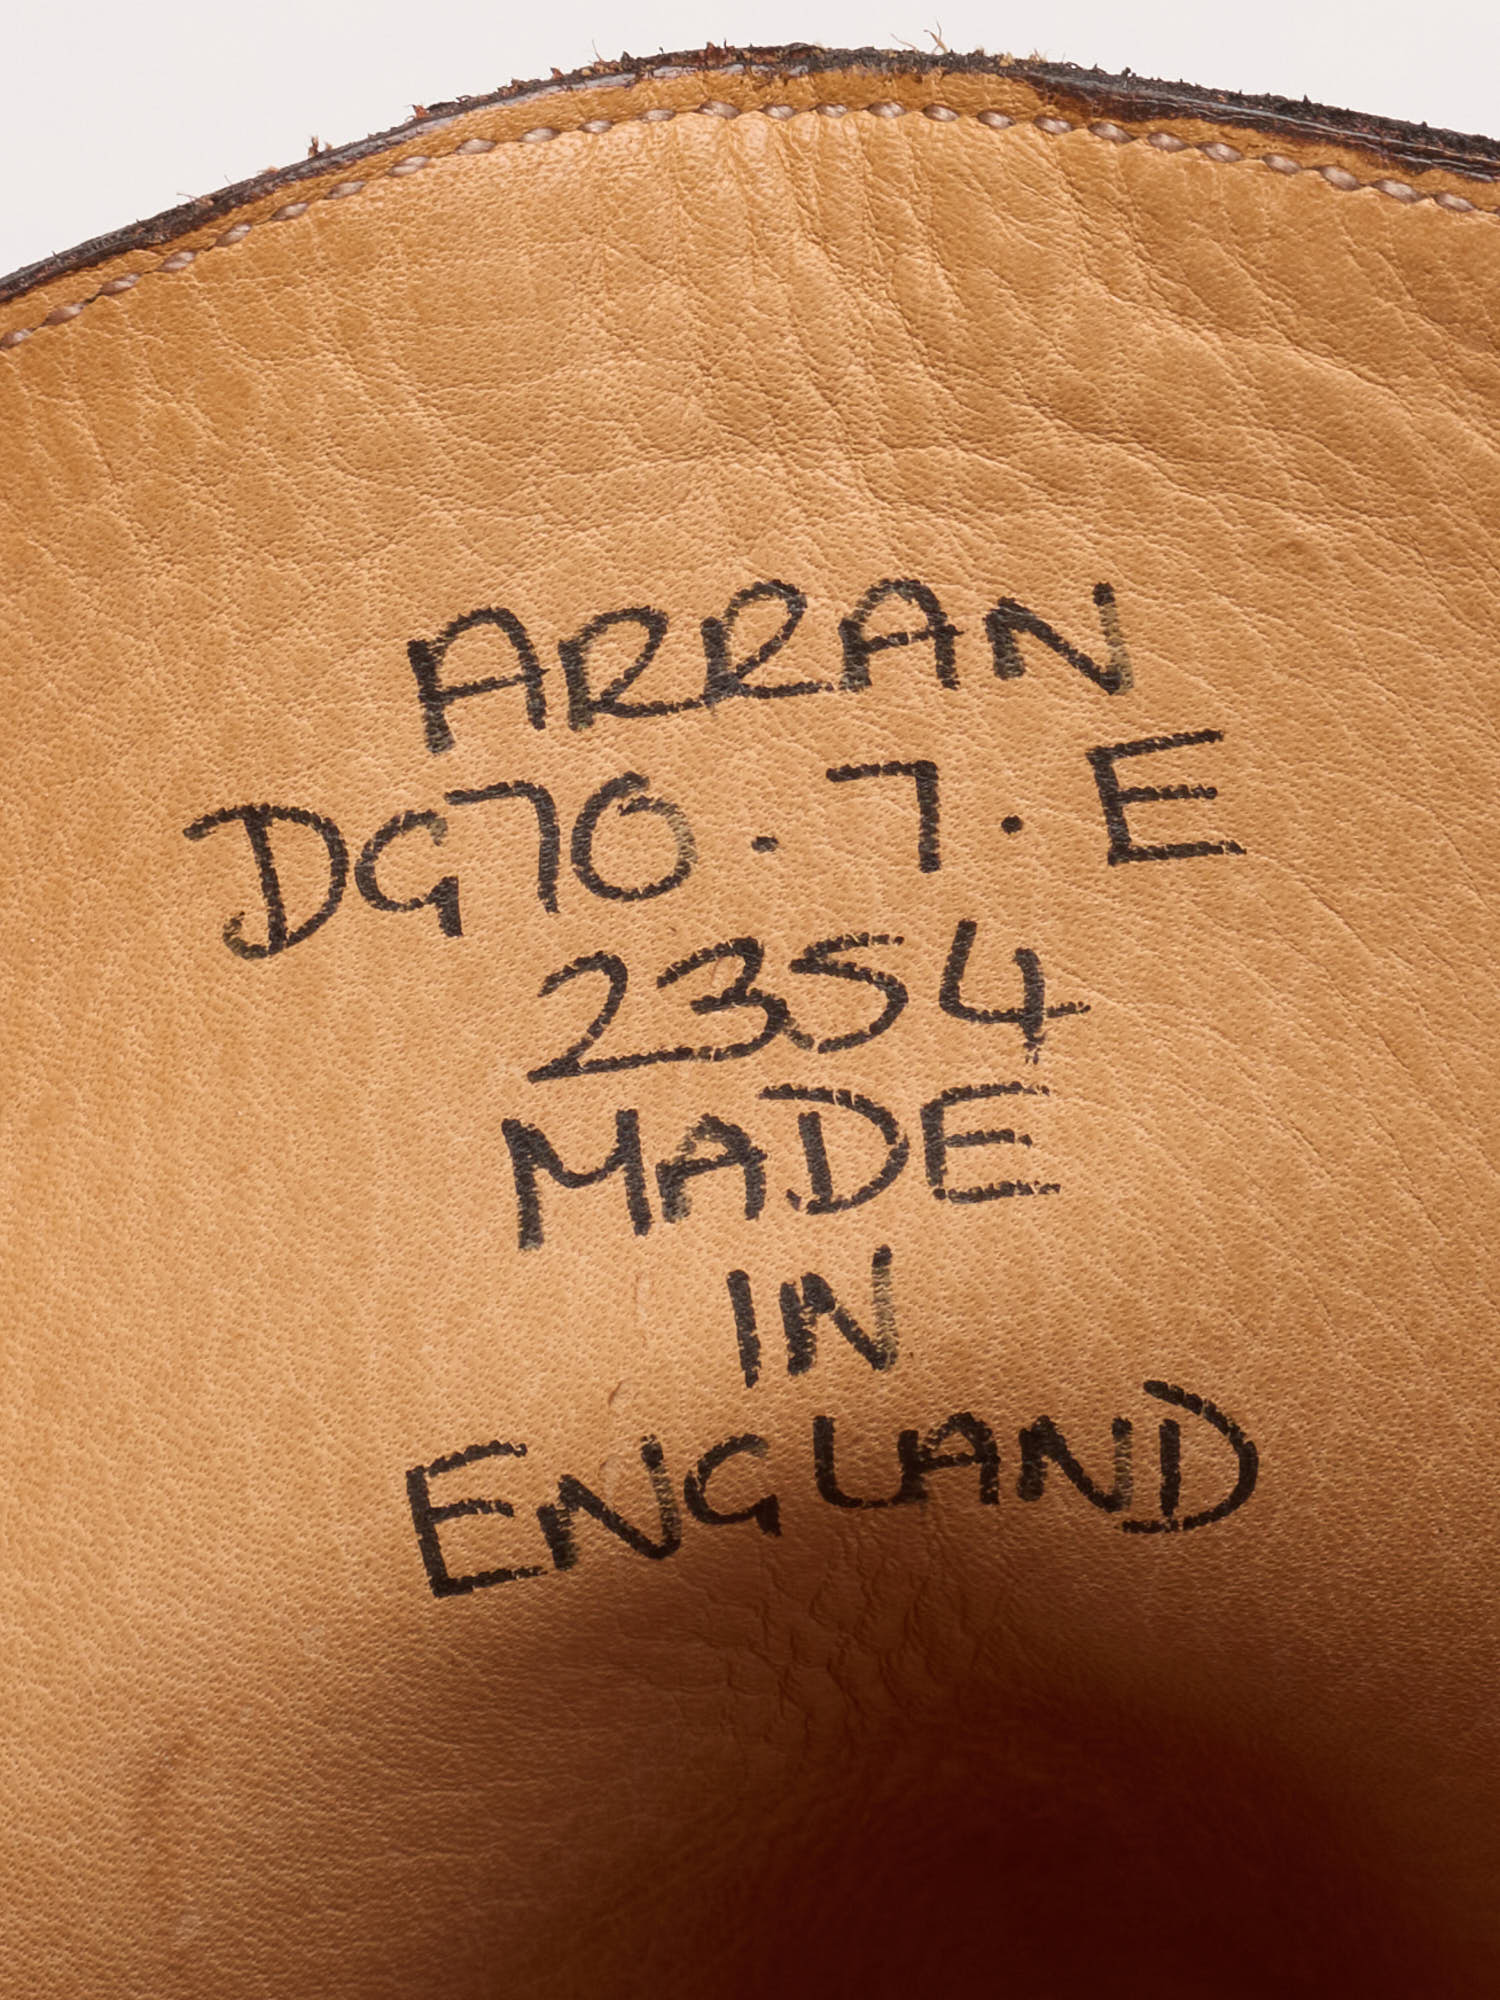 ARRAN
DG70 . 7 . E
2354
MADE
IN
ENGLAND